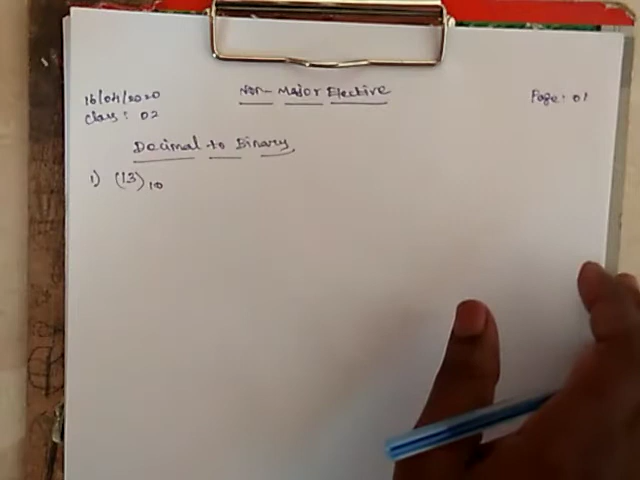 16/04/2020
Non- Major Elective
Page: 01
class: 02
Decimal to Binary
1) (13)10